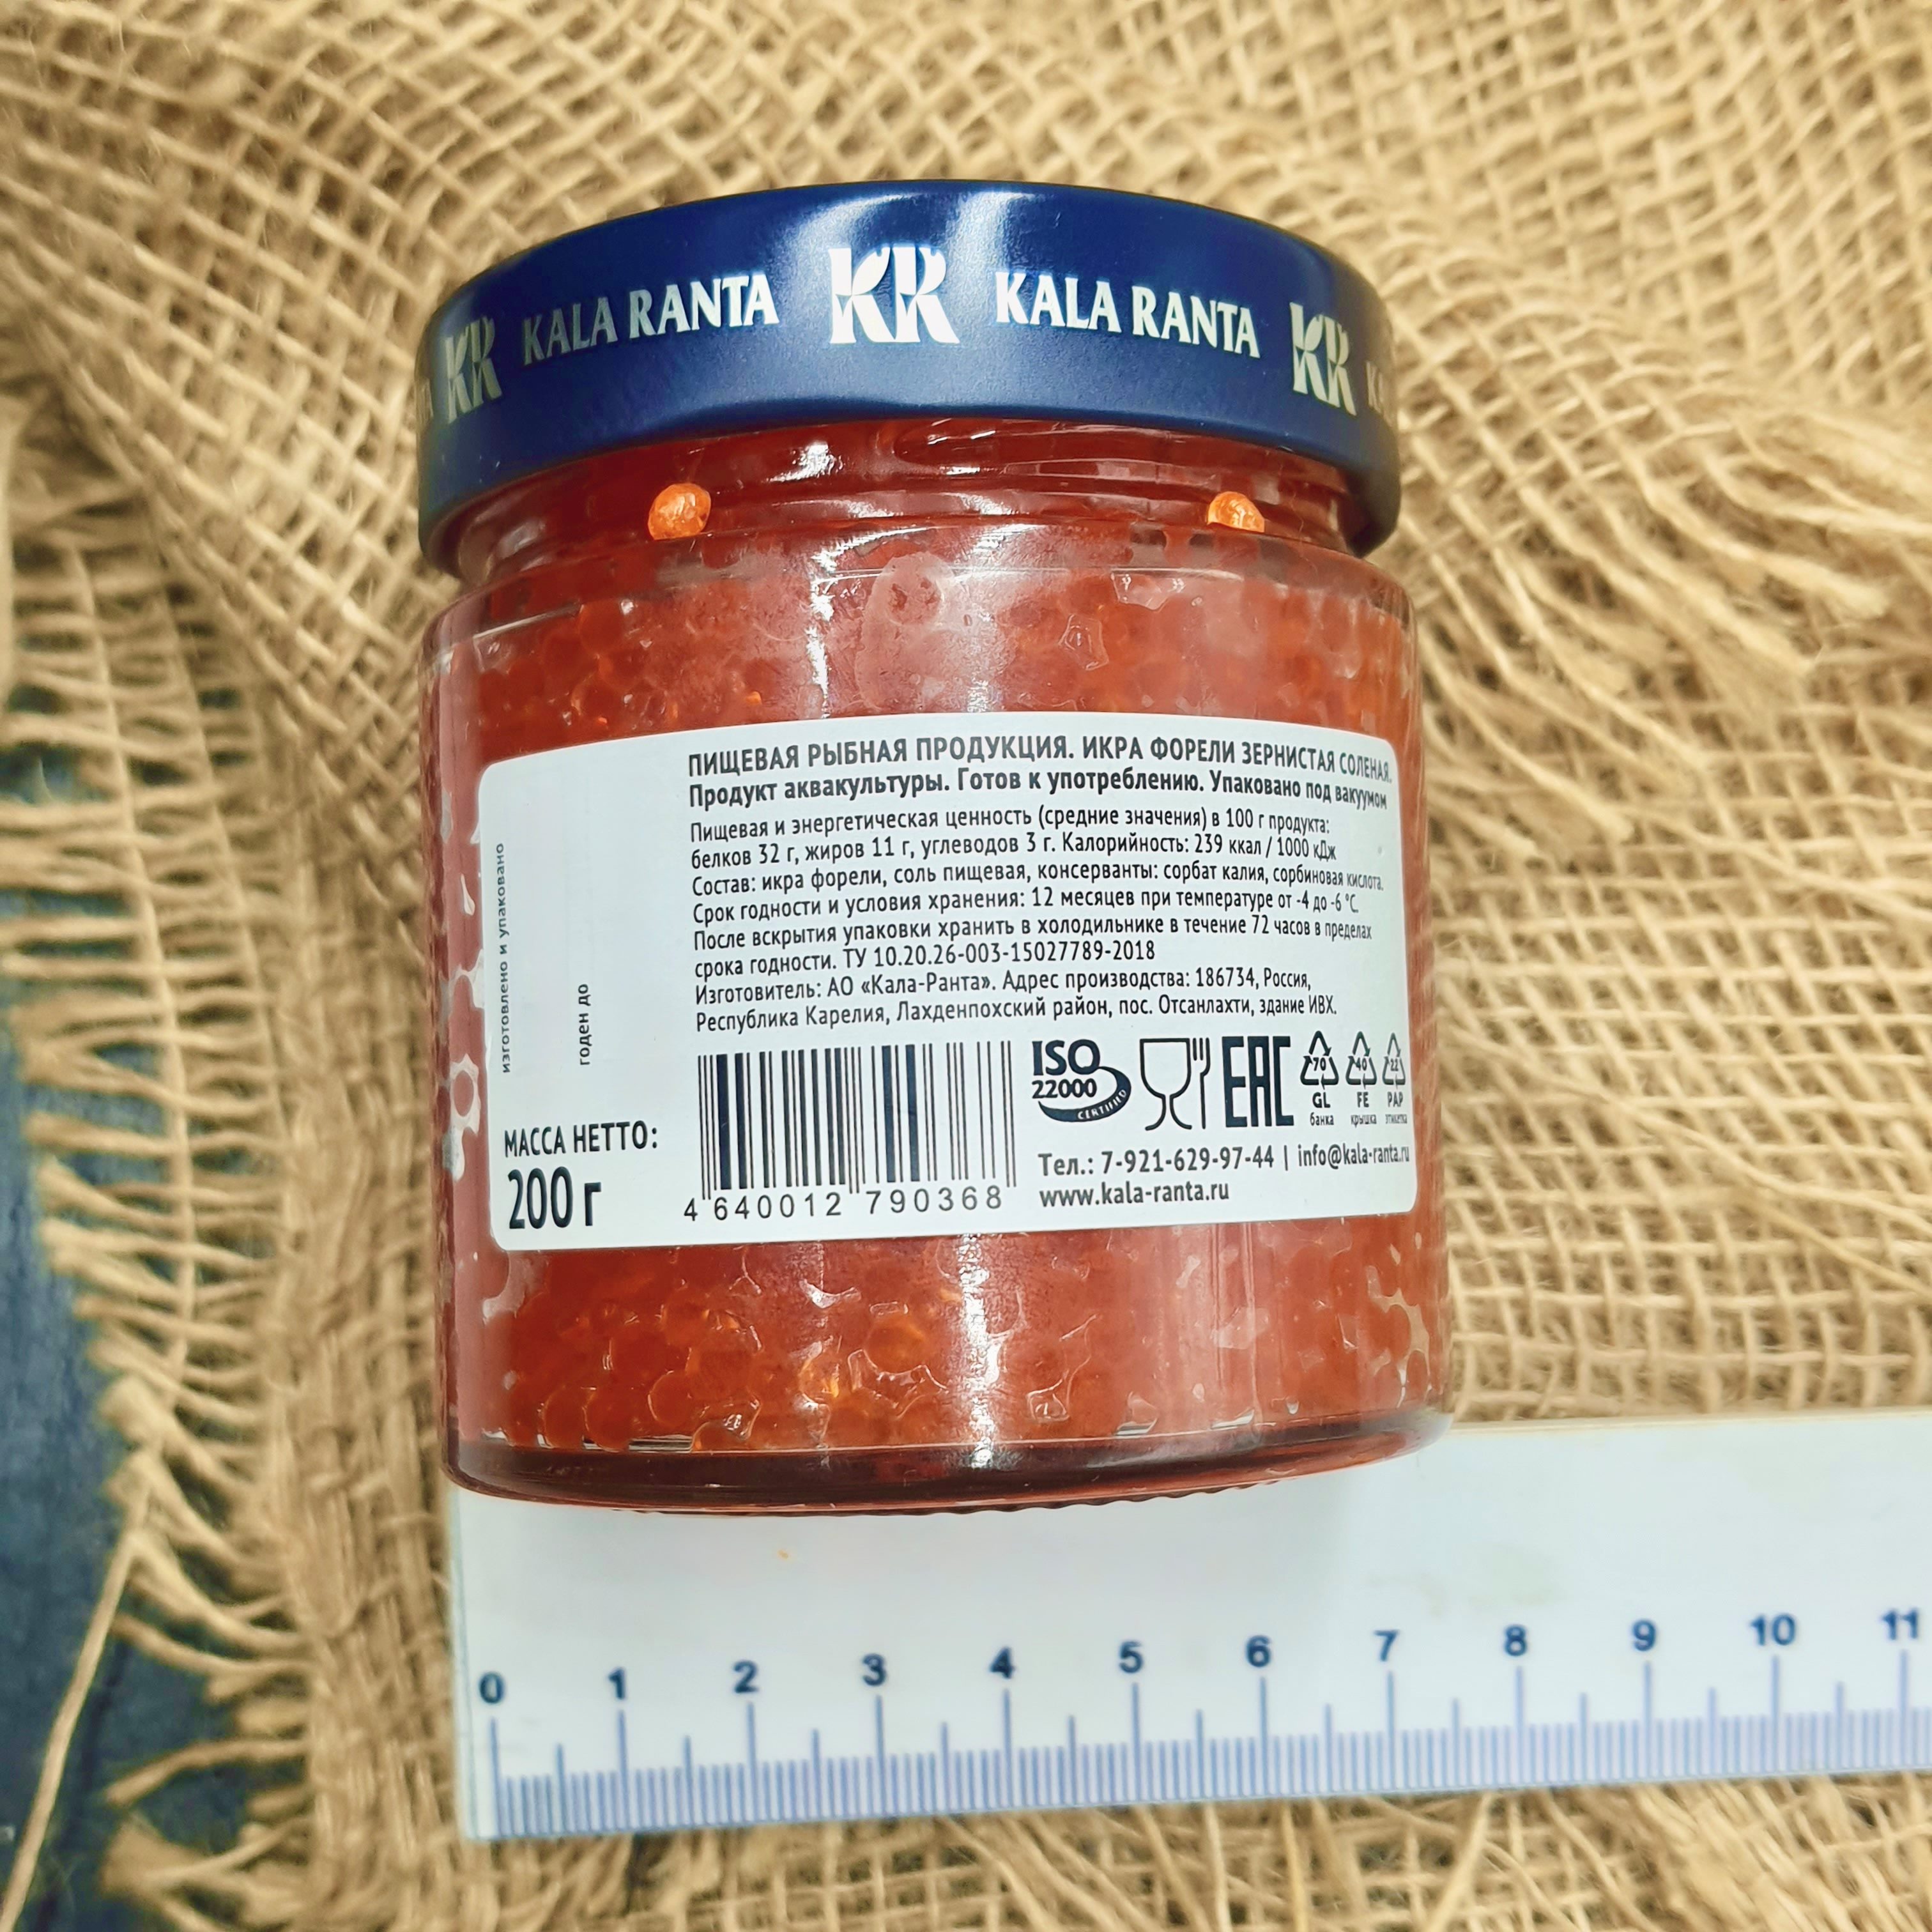 KR KALA RANTA KR KALA RANTA KR
ПИЩЕВАЯ РЫБНАЯ ПРОДУКЦИЯ. ИКРА ФОРЕЛИ ЗЕРНИСТАЯ СОЛЕНАЯ.
Продукт аквакультуры. Готов к употреблению. Упаковано под вакуумом
Пищевая и энергетическая ценность (средние значения) в 100 г продукта:
белков 32 г, жиров 11 г, углеводов 3 г. Калорийность: 239 ккал / 1000 кДж
Состав: икра форели, соль пищевая, консерванты: сорбат калия, сорбиновая кислота.
Срок годности и условия хранения: 12 месяцев при температуре от -4 до -6 °С.
После вскрытия упаковки хранить в холодильнике в течение 72 часов в пределах
срока годности. ТУ 10.20.26-003-15027789-2018
Изготовитель: АО «Кала-Ранта». Адрес производства: 186734, Россия,
Республика Карелия, Лахденпохский район, пос. Отсанлахти, здание ИВХ.
изготовлено и упаковано
годен до
МАССА НЕТТО:
200 г
4 640012 790368
ISO
22000
CERTIFIED
EAC
70 40 22
GL FE PAP
банка крышка этикетка
Тел.: 7-921-629-97-44 | info@kala-ranta.ru
www.kala-ranta.ru
0 1 2 3 4 5 6 7 8 9 10 11